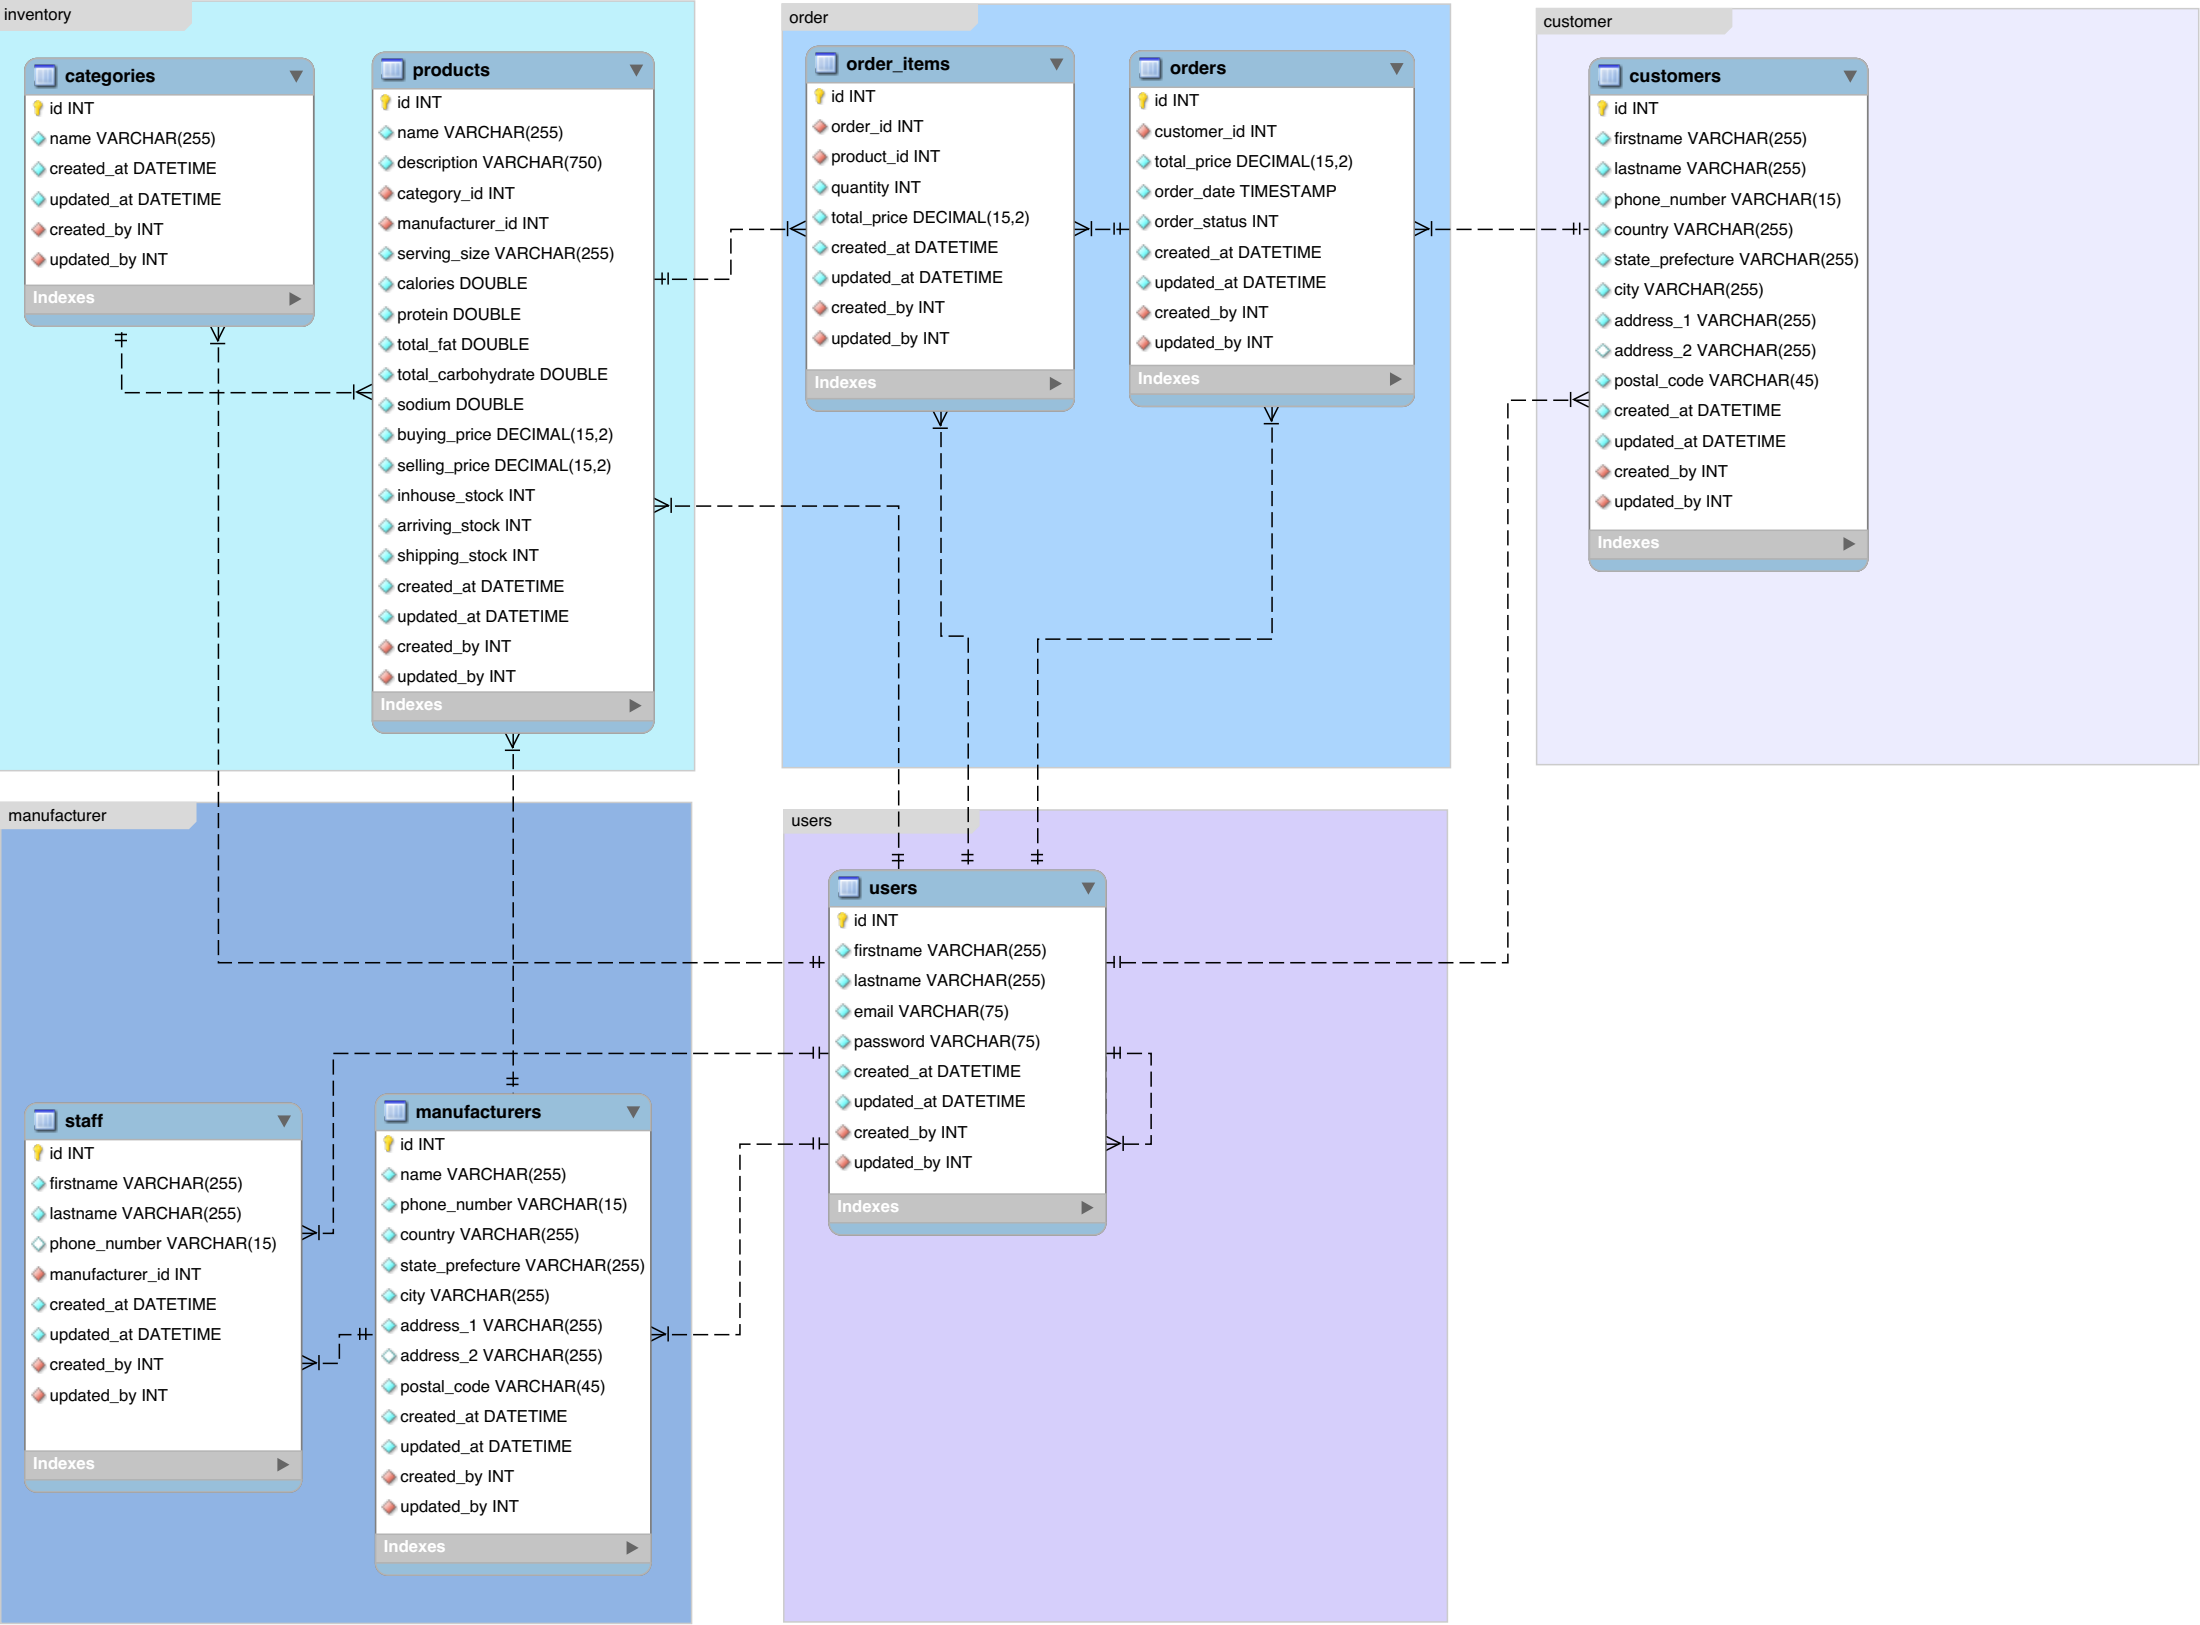 inventory
categories
id INT
name VARCHAR(255)
created_at DATETIME
updated_at DATETIME
created_by INT
updated_by INT
Indexes
products
id INT
name VARCHAR(255)
description VARCHAR(750)
category_id INT
manufacturer_id INT
serving_size VARCHAR(255)
calories DOUBLE
protein DOUBLE
total_fat DOUBLE
total_carbohydrate DOUBLE
sodium DOUBLE
buying_price DECIMAL(15,2)
selling_price DECIMAL(15,2)
inhouse_stock INT
arriving_stock INT
shipping_stock INT
created_at DATETIME
updated_at DATETIME
created_by INT
updated_by INT
Indexes
order
order_items
id INT
order_id INT
product_id INT
quantity INT
total_price DECIMAL(15,2)
created_at DATETIME
updated_at DATETIME
created_by INT
updated_by INT
Indexes
orders
id INT
customer_id INT
total_price DECIMAL(15,2)
order_date TIMESTAMP
order_status INT
created_at DATETIME
updated_at DATETIME
created_by INT
updated_by INT
Indexes
customer
customers
id INT
firstname VARCHAR(255)
lastname VARCHAR(255)
phone_number VARCHAR(15)
country VARCHAR(255)
state_prefecture VARCHAR(255)
city VARCHAR(255)
address_1 VARCHAR(255)
address_2 VARCHAR(255)
postal_code VARCHAR(45)
created_at DATETIME
updated_at DATETIME
created_by INT
updated_by INT
Indexes
manufacturer
staff
id INT
firstname VARCHAR(255)
lastname VARCHAR(255)
phone_number VARCHAR(15)
manufacturer_id INT
created_at DATETIME
updated_at DATETIME
created_by INT
updated_by INT
Indexes
manufacturers
id INT
name VARCHAR(255)
phone_number VARCHAR(15)
country VARCHAR(255)
state_prefecture VARCHAR(255)
city VARCHAR(255)
address_1 VARCHAR(255)
address_2 VARCHAR(255)
postal_code VARCHAR(45)
created_at DATETIME
updated_at DATETIME
created_by INT
updated_by INT
Indexes
users
users
id INT
firstname VARCHAR(255)
lastname VARCHAR(255)
email VARCHAR(75)
password VARCHAR(75)
created_at DATETIME
updated_at DATETIME
created_by INT
updated_by INT
Indexes